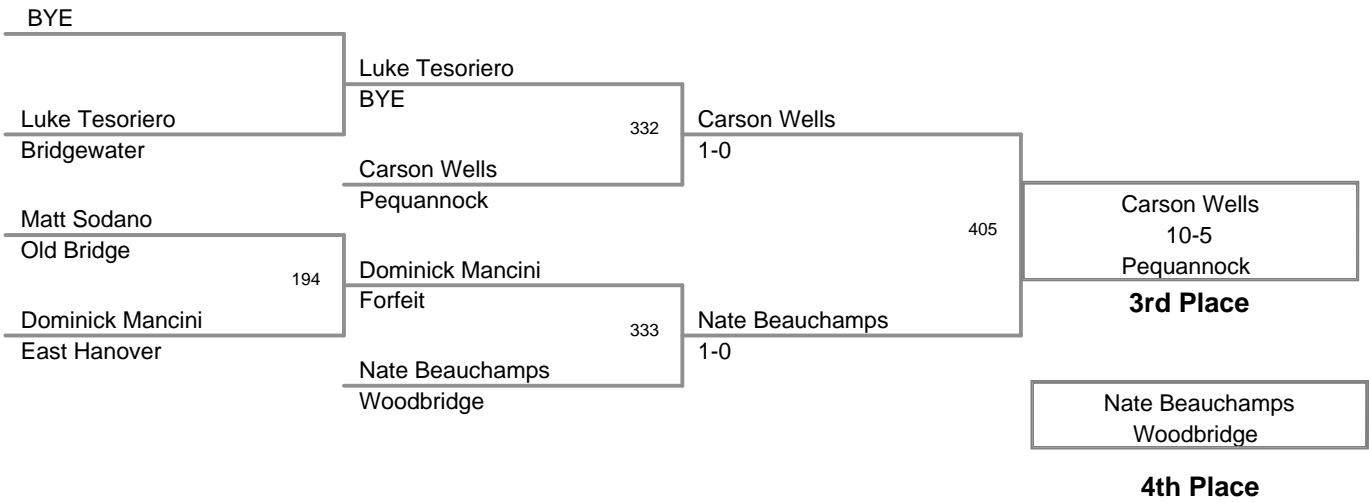 BYE
Luke Tesoriero
BYE
Luke Tesoriero
Bridgewater
332
Carson Wells
1-0
Carson Wells
Pequannock
Matt Sodano
Old Bridge
194
Dominick Mancini
East Hanover
Dominick Mancini
Forfeit
333
Nate Beauchamps
Woodbridge
Nate Beauchamps
1-0
405
Carson Wells
10-5
Pequannock
3rd Place
Nate Beauchamps
Woodbridge
4th Place